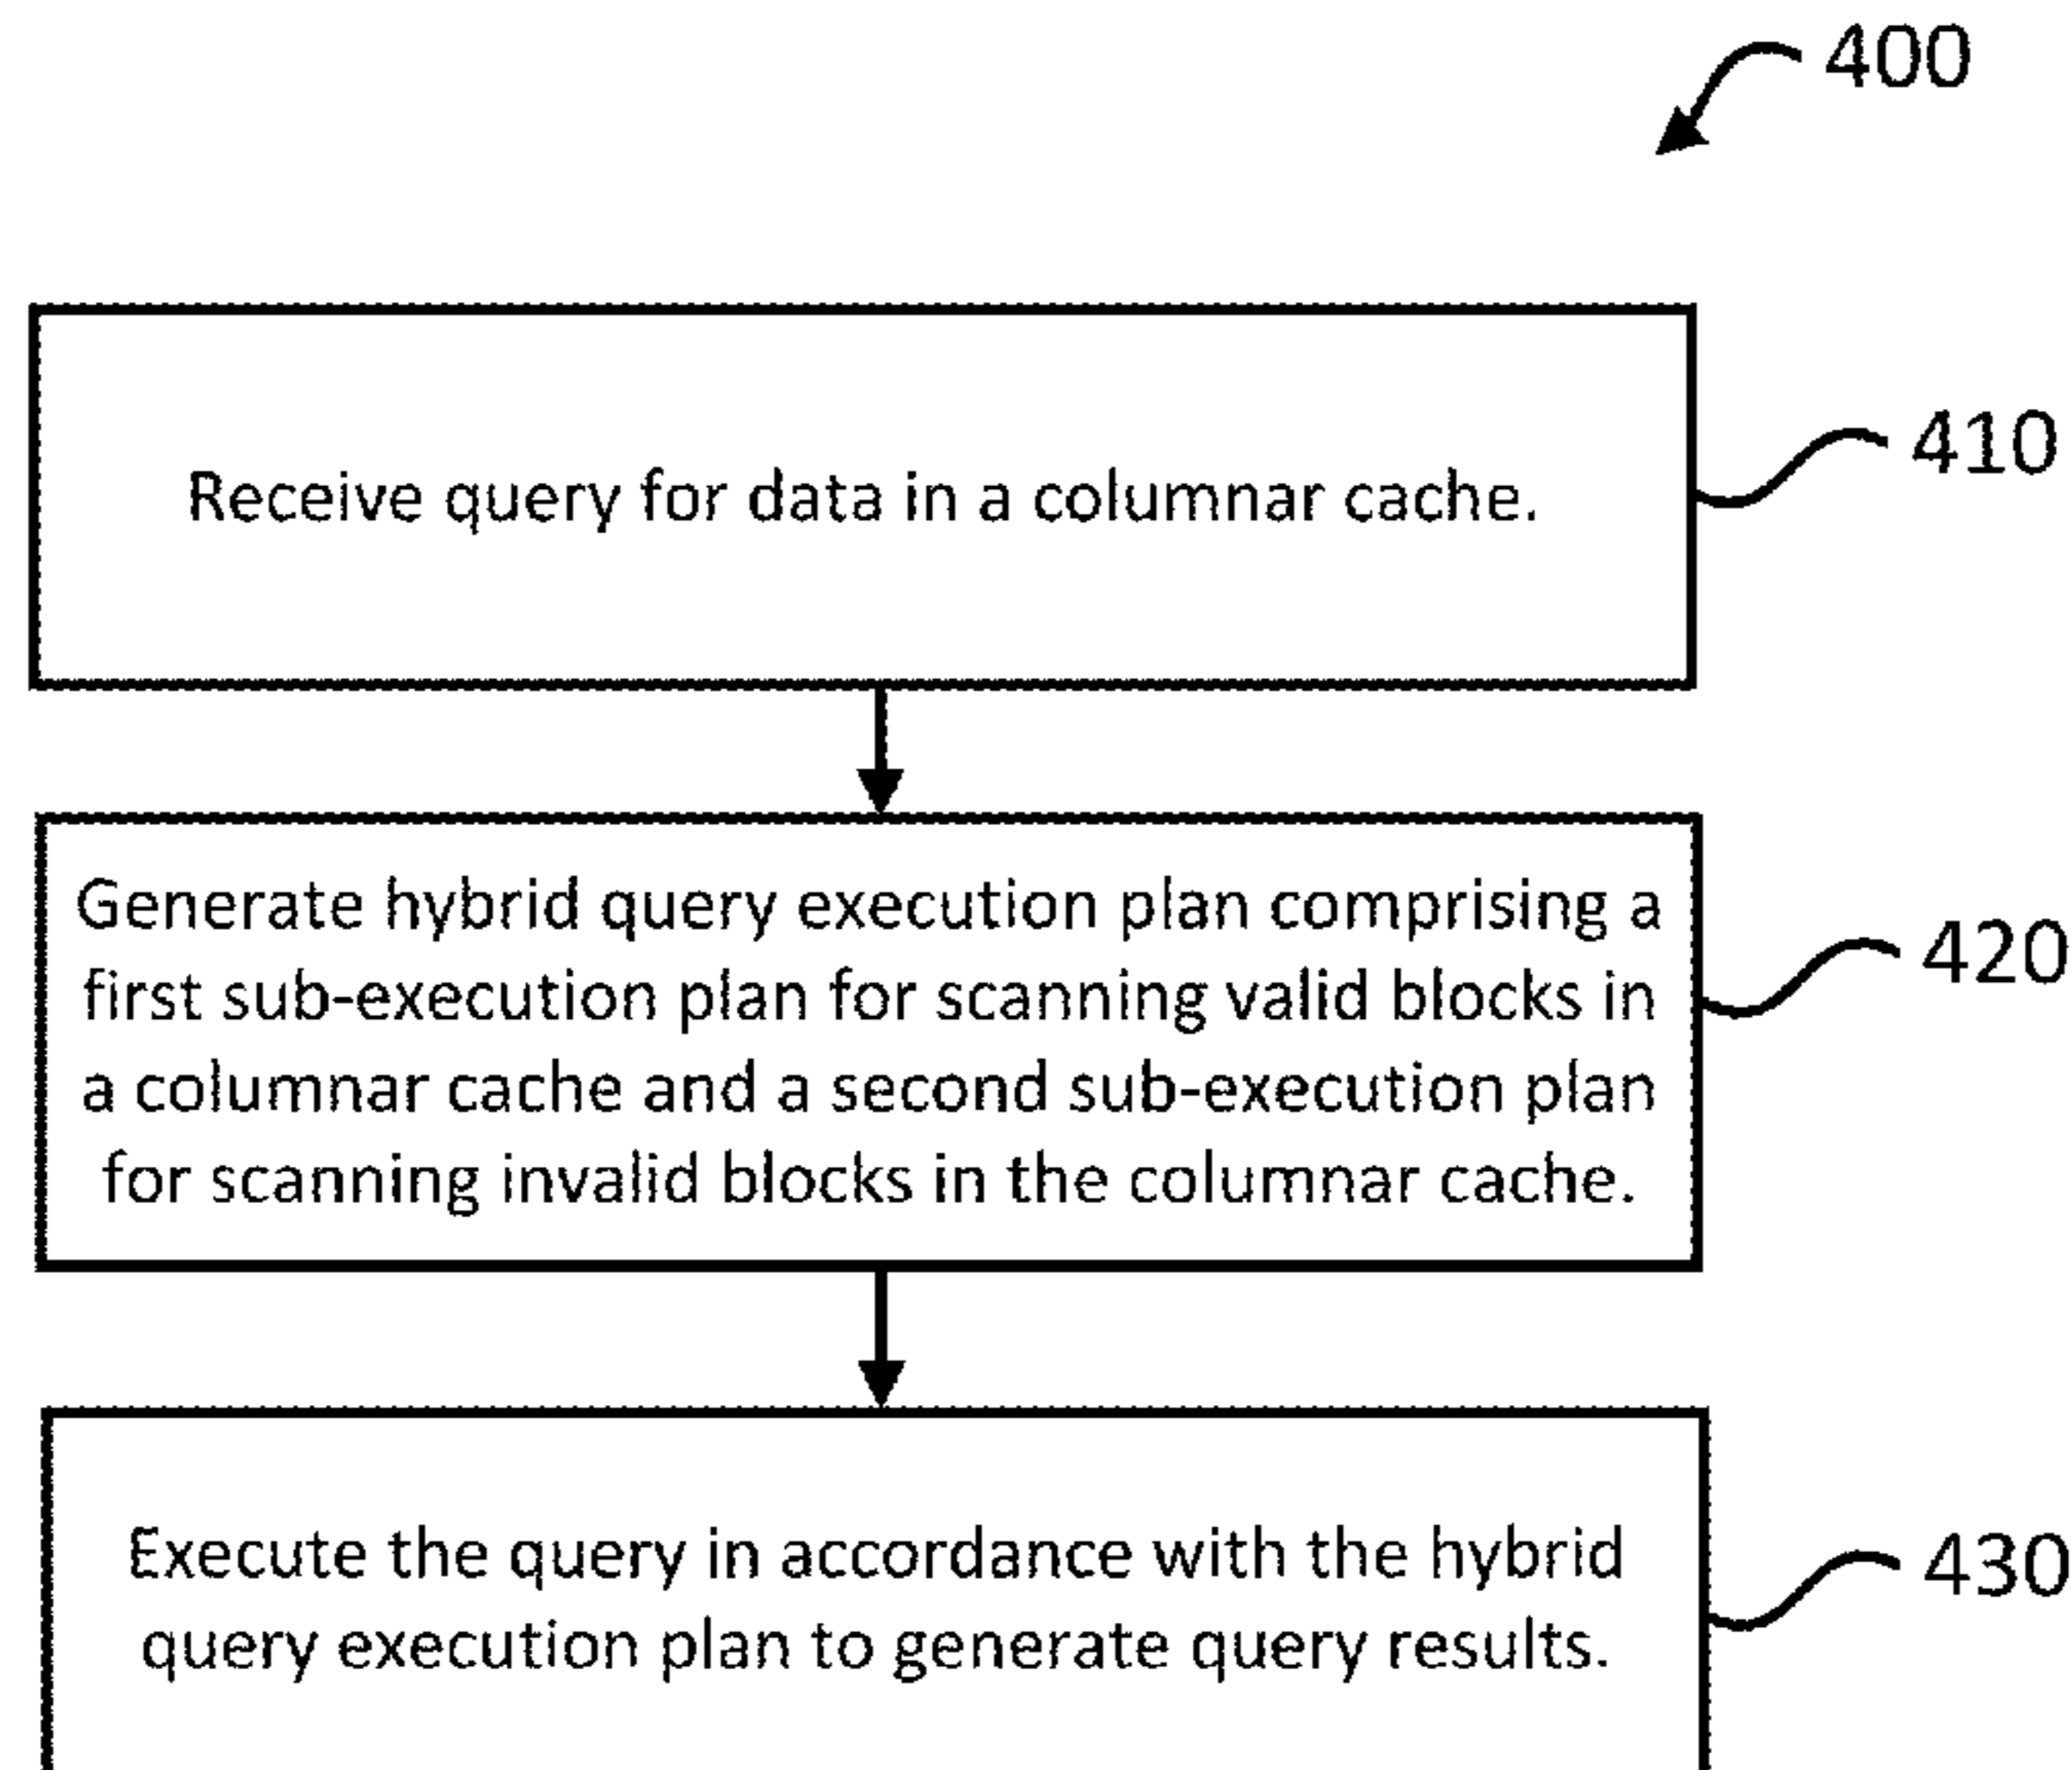 400
Receive query for data in a columnar cache.
410
Generate hybrid query execution plan comprising a
first sub-execution plan for scanning valid blocks in
a columnar cache and a second sub-execution plan
for scanning invalid blocks in the columnar cache.
420
Execute the query in accordance with the hybrid
query execution plan to generate query results.
430